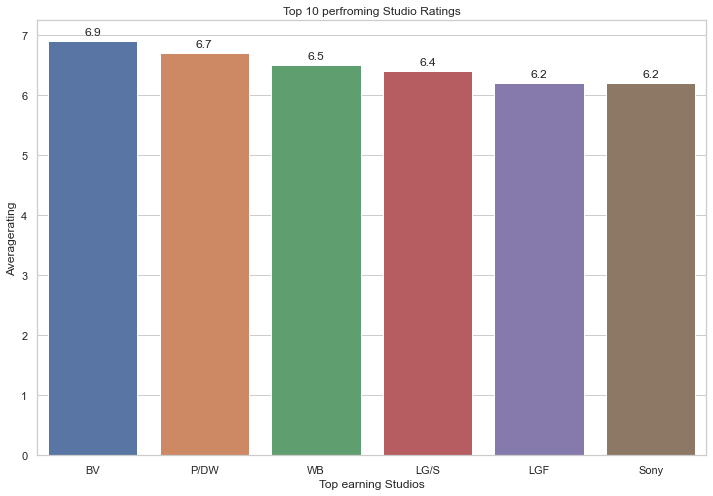 Top 10 perfroming Studio Ratings
6.9
6.7
6.5
6.4
6.2
6.2
7
6
5
4
3
2
1
0
Averagerating
BV
P/DW
WB
LG/S
LGF
Sony
Top earning Studios